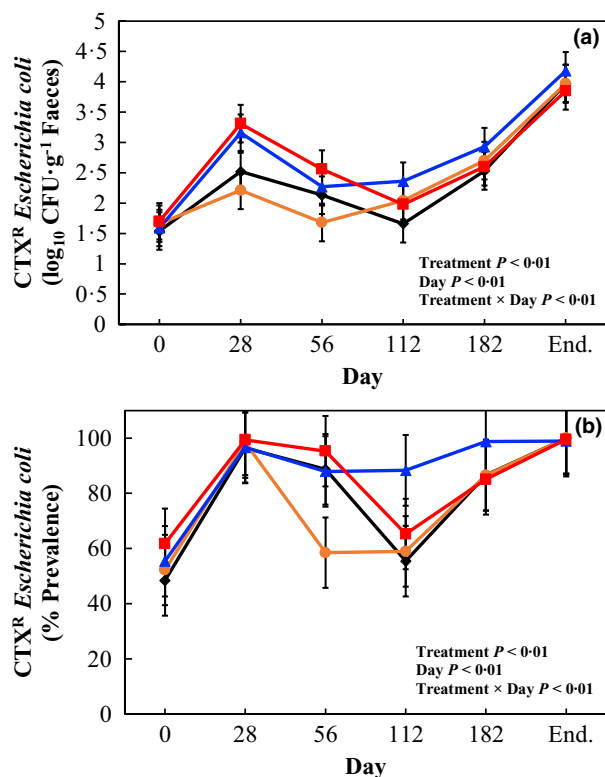 (a)
CTXᴿ Escherichia coli
(log₁₀ CFU·g⁻¹ Faeces)
5
4·5
4
3·5
3
2·5
2
1·5
1
0·5
0
Treatment P < 0·01
Day P < 0·01
Treatment × Day P < 0·01
0 28 56 112 182 End.
Day
(b)
CTXᴿ Escherichia coli
(% Prevalence)
100
80
60
40
20
0
Treatment P < 0·01
Day P < 0·01
Treatment × Day P < 0·01
0 28 56 112 182 End.
Day